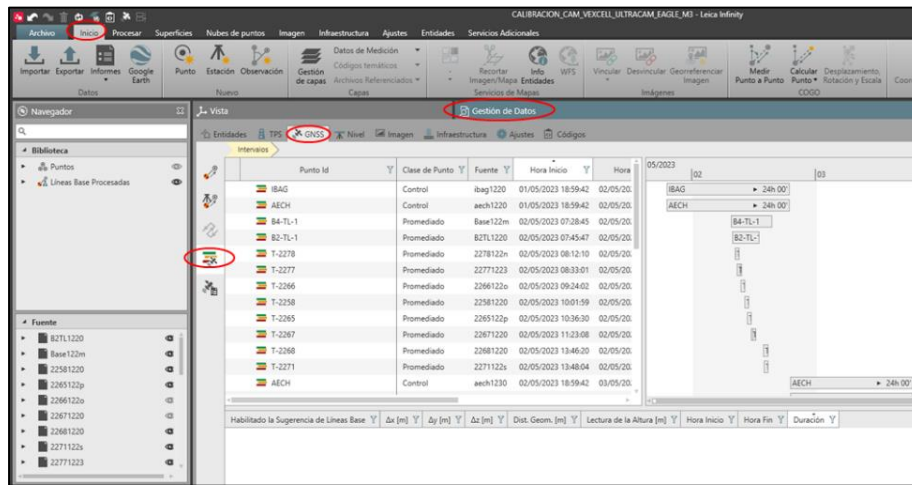 CALIBRACION_CAM_VEXCELL_ULTRACAM_EAGLE_M3 - Leica Infinity
Archivo Inicio Procesar Superficies Nubes de puntos Imagen Infraestructura Ajustes Entidades Servicios Adicionales
Importar Exportar Informes Google Earth
Datos
Punto Estación Observación
Nuevo
Gestión de capas
Datos de Medición
Códigos temáticos
Archivos Referenciados
Capas
Recortar Imagen/Mapa
Info Entidades
WFS
Servicios de Mapas
Vincular Desvincular Georreferenciar Imagen
Imágenes
Medir Punto a Punto
Calcular Punto
Desplazamiento, Rotación y Escala
COGO
Coor
Navegador
Biblioteca
Puntos
Líneas Base Procesadas
Fuente
B2TL1220
Base122m
22581220
2265122p
2266122o
22671220
22681220
2271122s
22771223
Vista
Gestión de Datos
Entidades TPS GNSS Nivel Imagen Infraestructura Ajustes Códigos
Intervalos
Punto Id Clase de Punto Fuente Hora Inicio Hora
IBAG Control ibag1220 01/05/2023 18:59:42 02/05/20
AECH Control aech1220 01/05/2023 18:59:42 02/05/20
B4-TL-1 Promediado Base122m 02/05/2023 07:28:45 02/05/20
B2-TL-1 Promediado B2TL1220 02/05/2023 07:45:47 02/05/20
T-2278 Promediado 2278122n 02/05/2023 08:12:10 02/05/20
T-2277 Promediado 22771223 02/05/2023 08:33:01 02/05/20
T-2266 Promediado 2266122o 02/05/2023 09:24:02 02/05/20
T-2258 Promediado 22581220 02/05/2023 10:01:59 02/05/20
T-2265 Promediado 2265122p 02/05/2023 10:36:30 02/05/20
T-2267 Promediado 22671220 02/05/2023 11:23:08 02/05/20
T-2268 Promediado 22681220 02/05/2023 13:46:20 02/05/20
T-2271 Promediado 2271122s 02/05/2023 13:48:04 02/05/20
AECH Control aech1230 02/05/2023 18:59:42 03/05/20
05/2023
02 03
IBAG 24h 00'
AECH 24h 00'
B4-TL-1
B2-TL-
AECH 24h 00'
Habilitado la Sugerencia de Líneas Base Δx [m] Δy [m] Δz [m] Dist. Geom. [m] Lectura de la Altura [m] Hora Inicio Hora Fin Duración